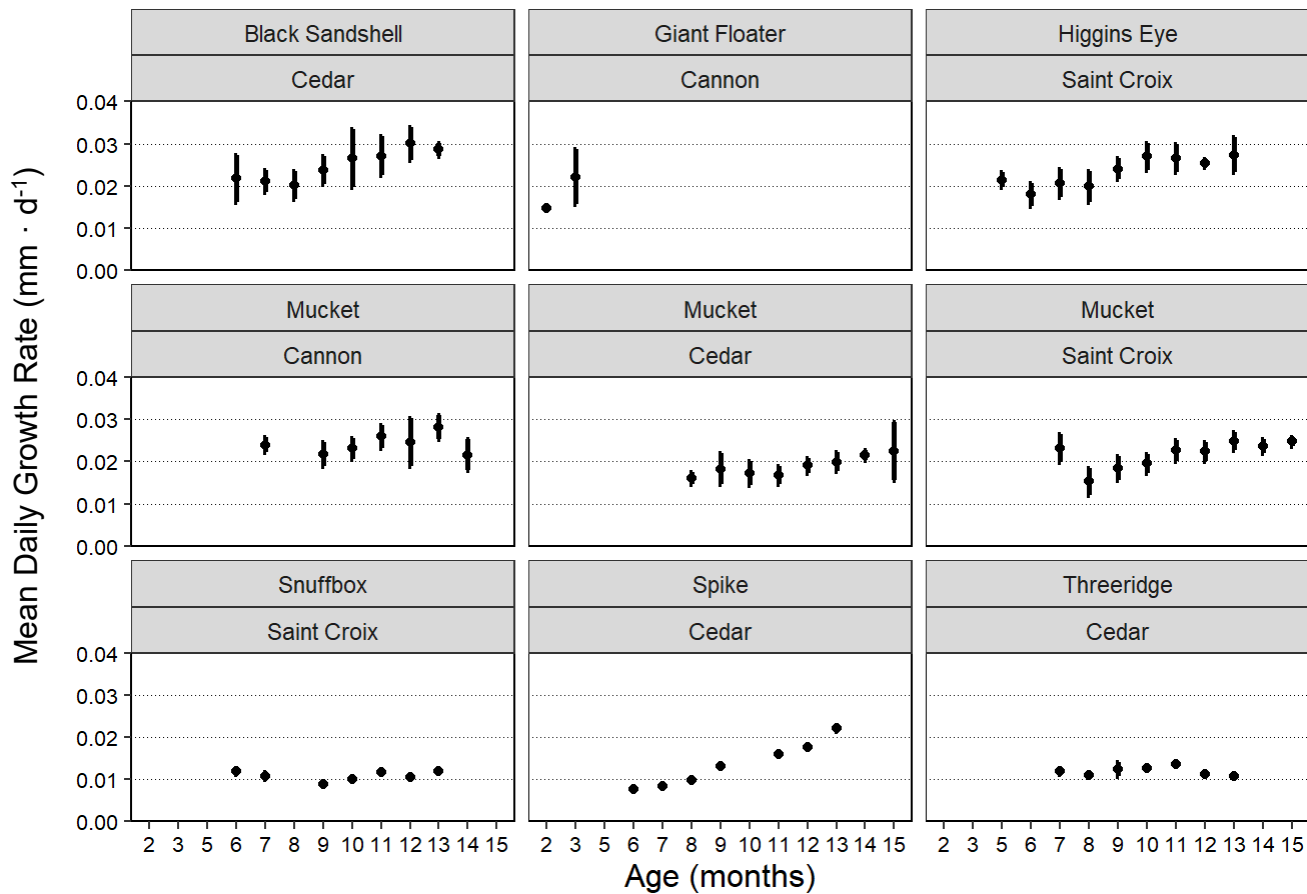 Black Sandshell
Giant Floater
Higgins Eye
Cedar
Cannon
Saint Croix
0.04
0.03
0.02
0.01
0.00
Mucket
Mucket
Mucket
Cannon
Cedar
Saint Croix
0.04
0.03
0.02
0.01
0.00
Snuffbox
Spike
Threeridge
Saint Croix
Cedar
Cedar
0.04
0.03
0.02
0.01
0.00
2 3 5 6 7 8 9 10 11 12 13 14 15
2 3 5 6 7 8 9 10 11 12 13 14 15
2 3 5 6 7 8 9 10 11 12 13 14 15
Age (months)
Mean Daily Growth Rate (mm · d⁻¹)